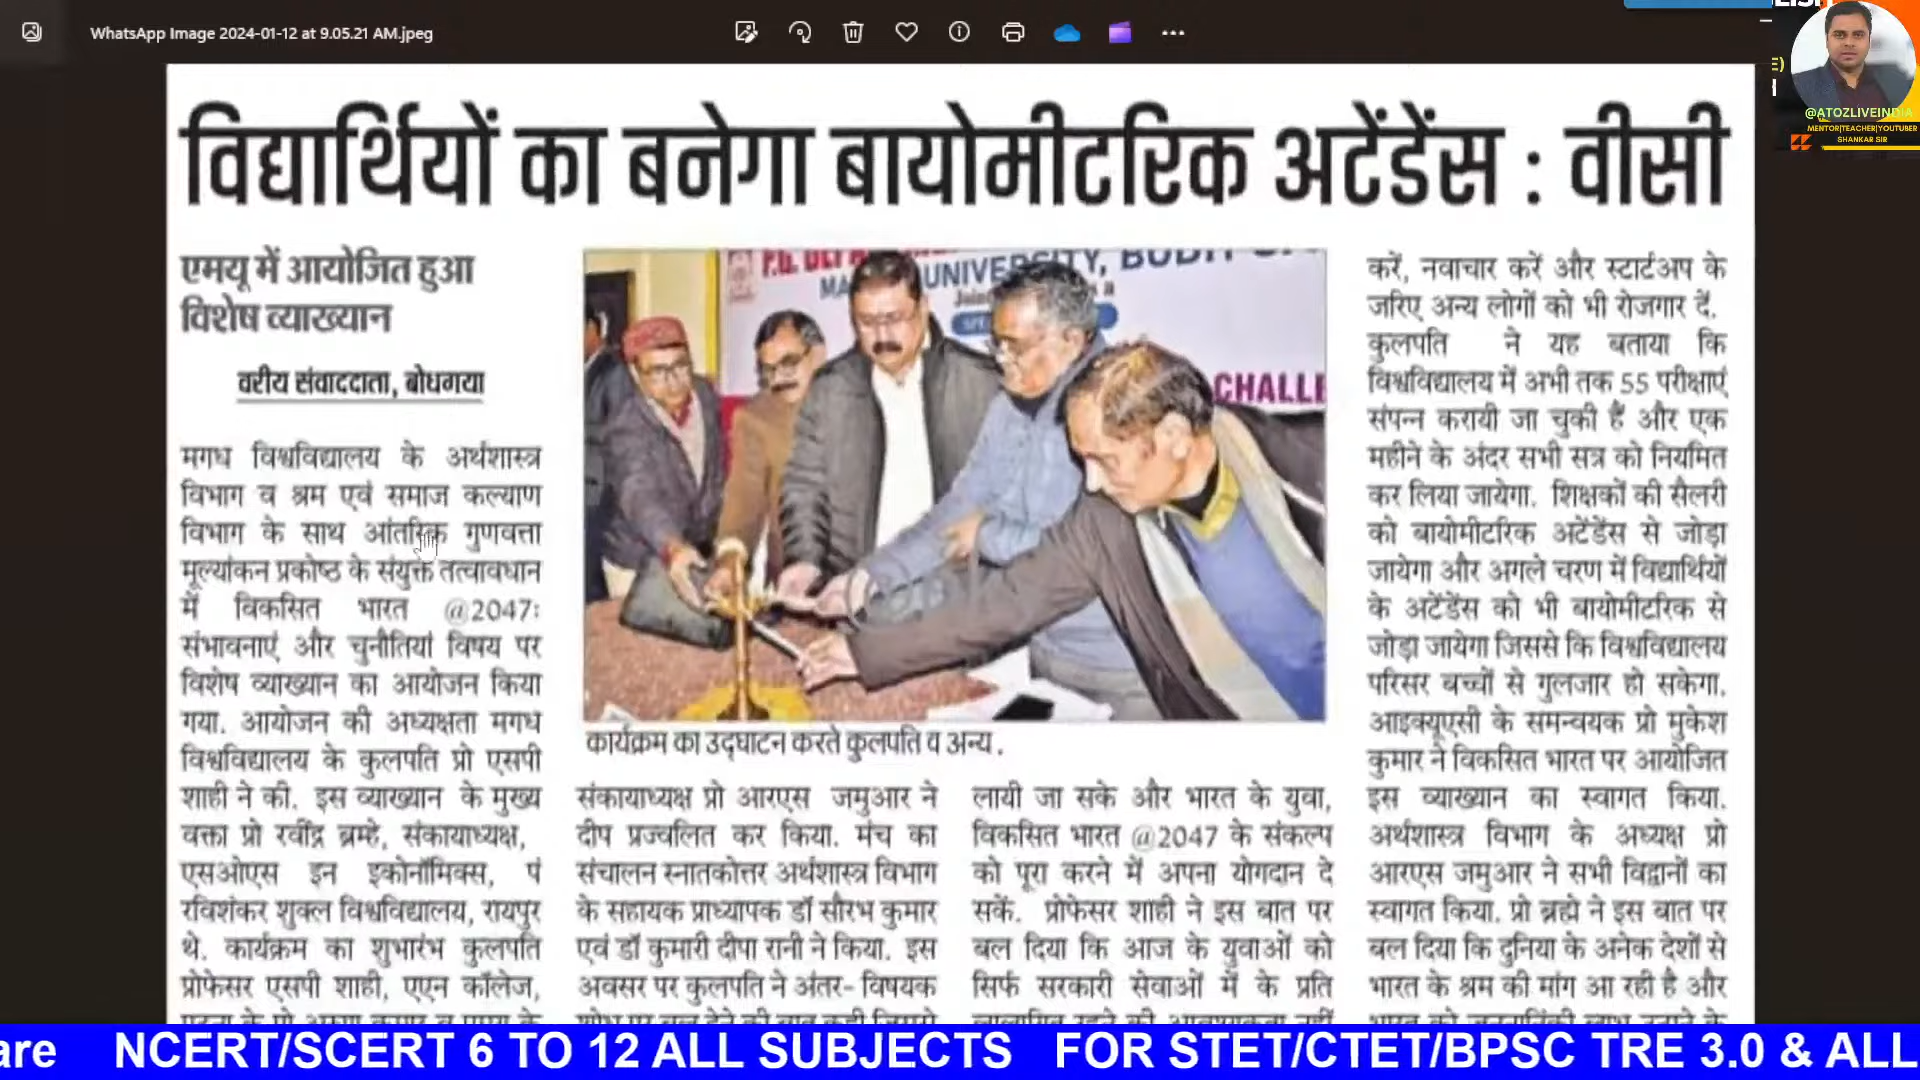 WhatsApp Image 2024-01-12 at 9.05.21 AM.jpeg
@ATOZLIVEINDIA
MENTOR|TEACHER|YOUTUBER
SHANKAR SIR
विद्यार्थियों का बनेगा बायोमीटरिक अटेंडेंस : वीसी
एमयू में आयोजित हुआ
विशेष व्याख्यान
वरीय संवाददाता, बोधगया
मगध विश्वविद्यालय के अर्थशास्त्र
विभाग व श्रम एवं समाज कल्याण
विभाग के साथ आंतरिक गुणवत्ता
मूल्यांकन प्रकोष्ठ के संयुक्त तत्वावधान
में विकसित भारत @2047:
संभावनाएं और चुनौतियां विषय पर
विशेष व्याख्यान का आयोजन किया
गया. आयोजन की अध्यक्षता मगध
विश्वविद्यालय के कुलपति प्रो एसपी
शाही ने की. इस व्याख्यान के मुख्य
वक्ता प्रो रवींद्र ब्रम्हे, संकायाध्यक्ष,
एसओएस इन इकोनॉमिक्स, पं
रविशंकर शुक्ल विश्वविद्यालय, रायपुर
थे. कार्यक्रम का शुभारंभ कुलपति
प्रोफेसर एसपी शाही, एएन कॉलेज,
UNIVERSITY,
CHALLE
कार्यक्रम का उद्घाटन करते कुलपति व अन्य.
संकायाध्यक्ष प्रो आरएस जमुआर ने
दीप प्रज्वलित कर किया. मंच का
संचालन स्नातकोत्तर अर्थशास्त्र विभाग
के सहायक प्राध्यापक डॉ सौरभ कुमार
एवं डॉ कुमारी दीपा रानी ने किया. इस
अवसर पर कुलपति ने अंतर- विषयक
लायी जा सके और भारत के युवा,
विकसित भारत @2047 के संकल्प
को पूरा करने में अपना योगदान दे
सकें. प्रोफेसर शाही ने इस बात पर
बल दिया कि आज के युवाओं को
सिर्फ सरकारी सेवाओं में के प्रति
करें, नवाचार करें और स्टार्टअप के
जरिए अन्य लोगों को भी रोजगार दें.
कुलपति ने यह बताया कि
विश्वविद्यालय में अभी तक 55 परीक्षाएं
संपन्न करायी जा चुकी हैं और एक
महीने के अंदर सभी सत्र को नियमित
कर लिया जायेगा. शिक्षकों की सैलरी
को बायोमीटरिक अटेंडेंस से जोड़ा
जायेगा और अगले चरण में विद्यार्थियों
के अटेंडेंस को भी बायोमीटरिक से
जोड़ा जायेगा जिससे कि विश्वविद्यालय
परिसर बच्चों से गुलजार हो सकेगा.
आइक्यूएसी के समन्वयक प्रो मुकेश
कुमार ने विकसित भारत पर आयोजित
इस व्याख्यान का स्वागत किया.
अर्थशास्त्र विभाग के अध्यक्ष प्रो
आरएस जमुआर ने सभी विद्वानों का
स्वागत किया. प्रो ब्रह्मे ने इस बात पर
बल दिया कि दुनिया के अनेक देशों से
भारत के श्रम की मांग आ रही है और
are NCERT/SCERT 6 TO 12 ALL SUBJECTS FOR STET/CTET/BPSC TRE 3.0 & ALL